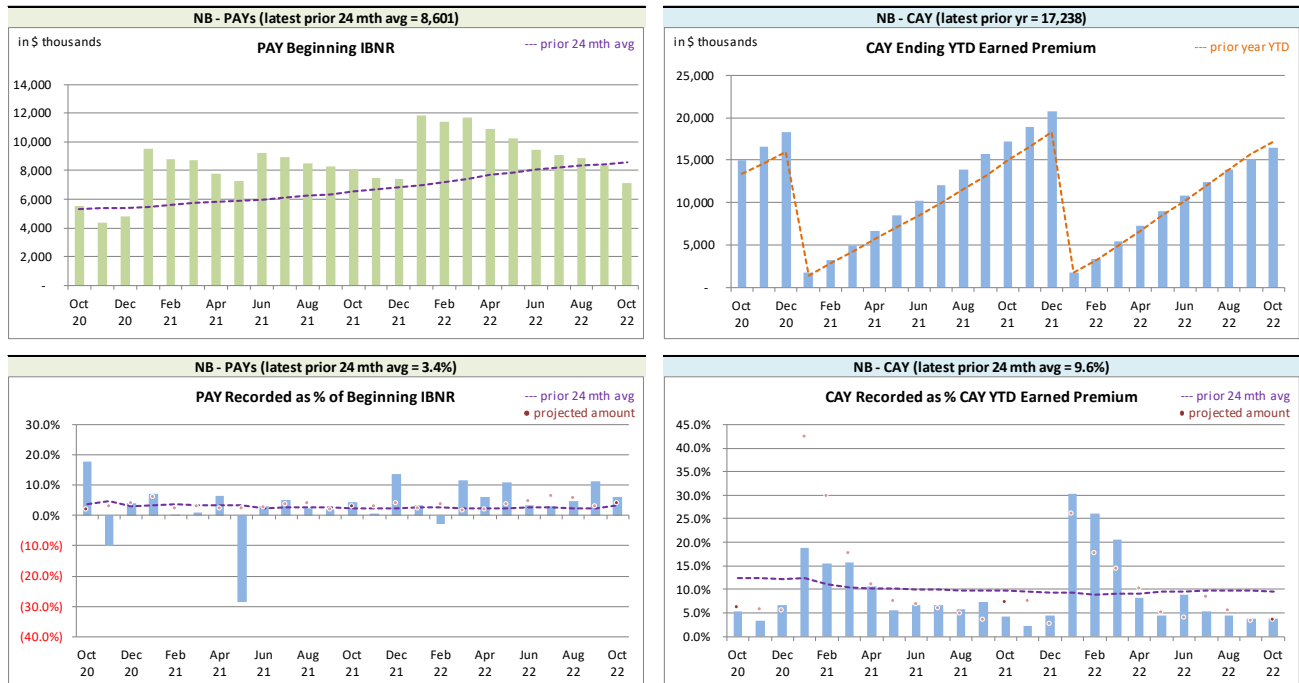 NB - PAYs (latest prior 24 mth avg = 8,601)
in $ thousands
PAY Beginning IBNR
--- prior 24 mth avg
14,000
12,000
10,000
8,000
6,000
4,000
2,000
-
Oct Dec Feb Apr Jun Aug Oct Dec Feb Apr Jun Aug Oct
20 20 21 21 21 21 21 21 22 22 22 22 22
NB - CAY (latest prior yr = 17,238)
in $ thousands
CAY Ending YTD Earned Premium
--- prior year YTD
25,000
20,000
15,000
10,000
5,000
-
Oct Dec Feb Apr Jun Aug Oct Dec Feb Apr Jun Aug Oct
20 20 21 21 21 21 21 21 22 22 22 22 22
NB - PAYs (latest prior 24 mth avg = 3.4%)
PAY Recorded as % of Beginning IBNR
--- prior 24 mth avg
• projected amount
30.0%
20.0%
10.0%
0.0%
(10.0%)
(20.0%)
(30.0%)
(40.0%)
Oct Dec Feb Apr Jun Aug Oct Dec Feb Apr Jun Aug Oct
20 20 21 21 21 21 21 21 22 22 22 22 22
NB - CAY (latest prior 24 mth avg = 9.6%)
CAY Recorded as % CAY YTD Earned Premium
--- prior 24 mth avg
• projected amount
45.0%
40.0%
35.0%
30.0%
25.0%
20.0%
15.0%
10.0%
5.0%
0.0%
Oct Dec Feb Apr Jun Aug Oct Dec Feb Apr Jun Aug Oct
20 20 21 21 21 21 21 21 22 22 22 22 22